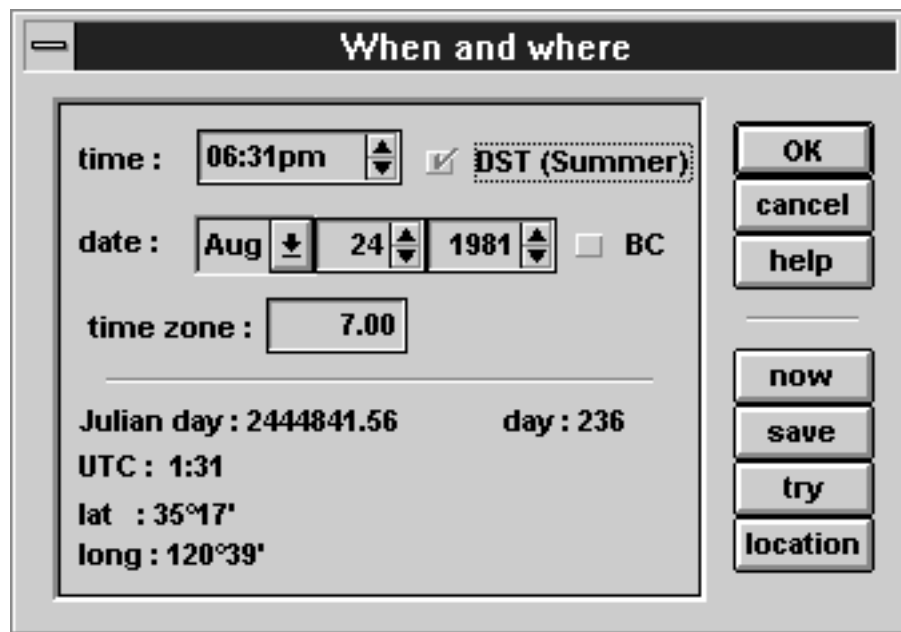 When and where
time : 06:31pm DST (Summer)
date : Aug 24 1981 BC
time zone : 7.00
Julian day : 2444841.56 day : 236
UTC : 1:31
lat : 35°17'
long : 120°39'
OK
cancel
help
now
save
try
location